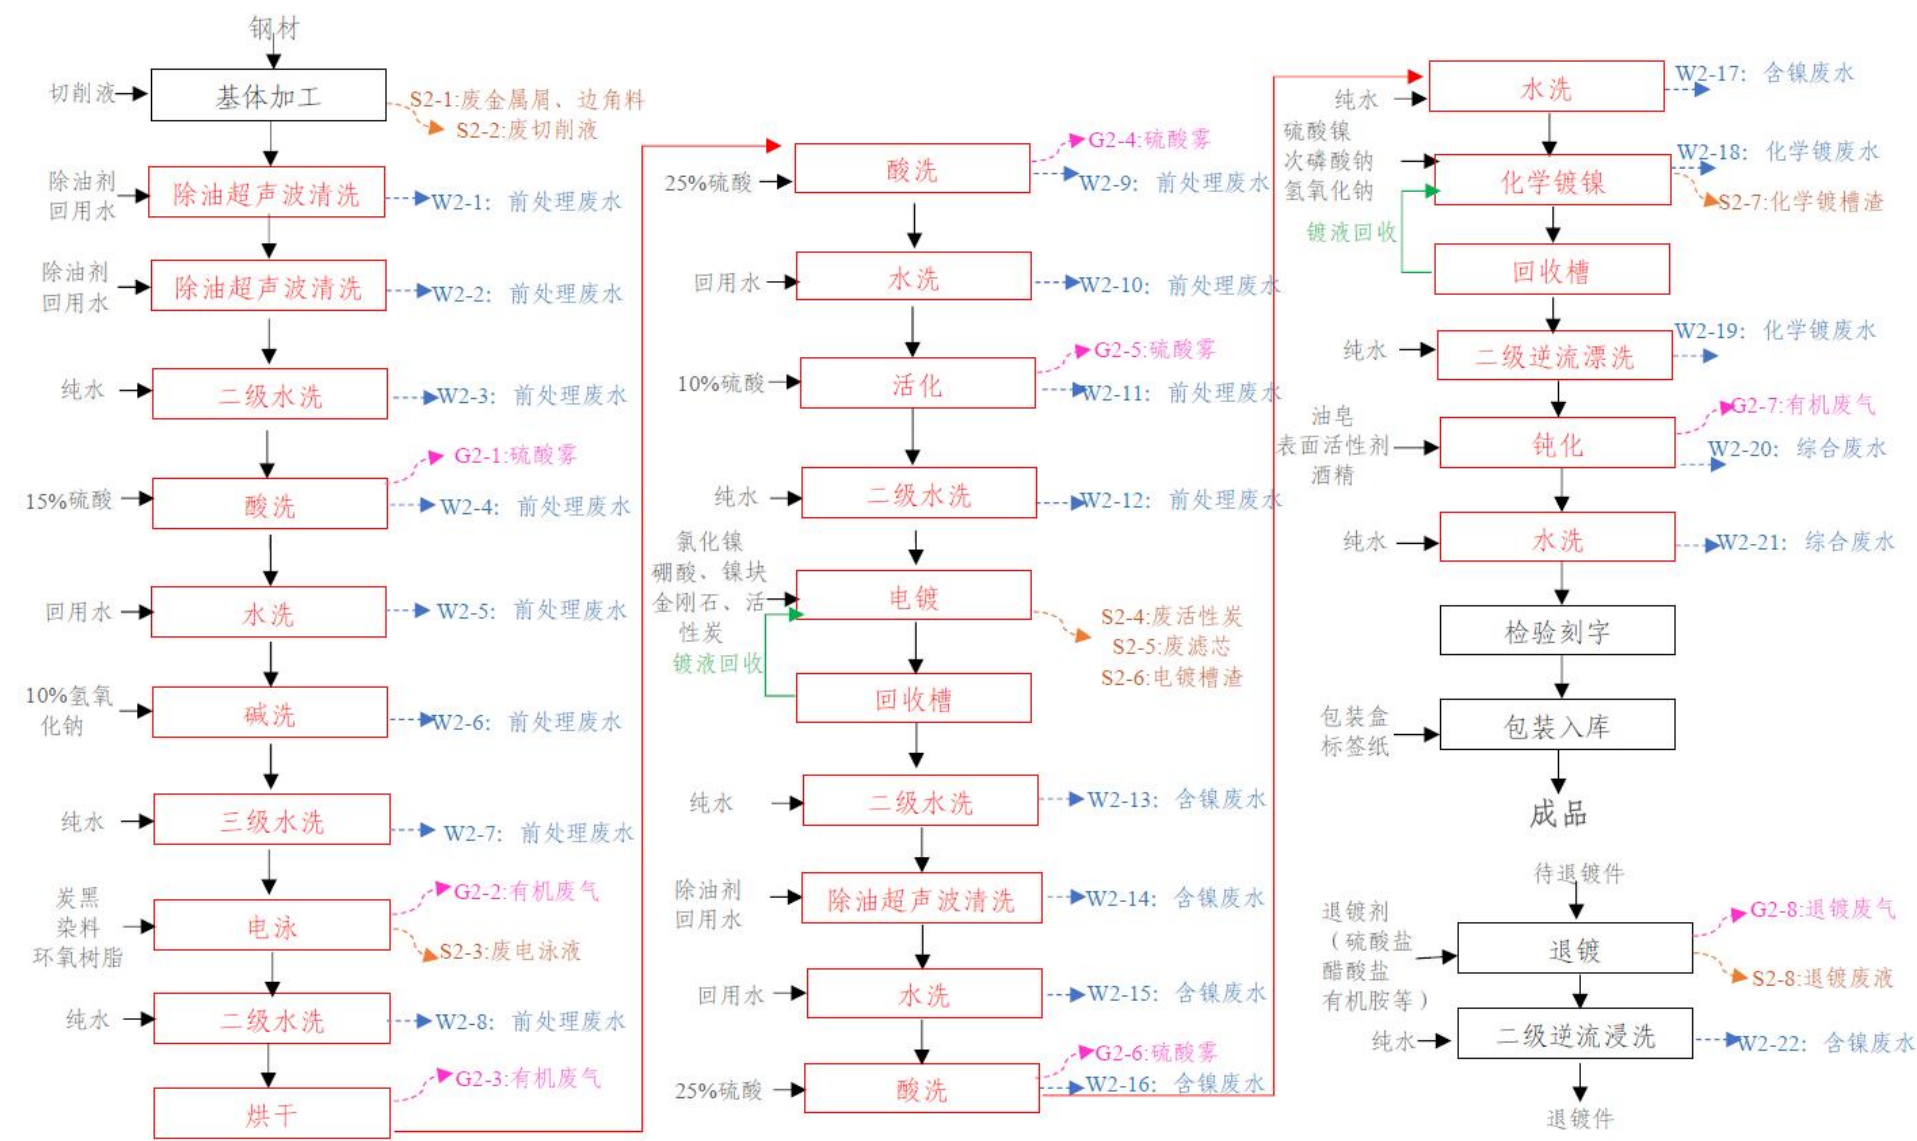 钢材
切削液
基体加工
S2-1:废金属屑、边角料
S2-2:废切削液
除油剂
回用水
除油超声波清洗
W2-1: 前处理废水
除油剂
回用水
除油超声波清洗
W2-2: 前处理废水
纯水
二级水洗
W2-3: 前处理废水
G2-1:硫酸雾
15%硫酸
酸洗
W2-4: 前处理废水
回用水
水洗
W2-5: 前处理废水
10%氢氧
化钠
碱洗
W2-6: 前处理废水
纯水
三级水洗
W2-7: 前处理废水
炭黑
染料
环氧树脂
电泳
G2-2:有机废气
S2-3:废电泳液
纯水
二级水洗
W2-8: 前处理废水
G2-3:有机废气
烘干
G2-4:硫酸雾
25%硫酸
酸洗
W2-9: 前处理废水
回用水
水洗
W2-10: 前处理废水
G2-5:硫酸雾
10%硫酸
活化
W2-11: 前处理废水
纯水
二级水洗
W2-12: 前处理废水
氯化镍
硼酸、镍块
金刚石、活
性炭
镀液回收
电镀
S2-4:废活性炭
S2-5:废滤芯
S2-6:电镀槽渣
回收槽
纯水
二级水洗
W2-13: 含镍废水
除油剂
回用水
除油超声波清洗
W2-14: 含镍废水
回用水
水洗
W2-15: 含镍废水
G2-6:硫酸雾
25%硫酸
酸洗
W2-16: 含镍废水
纯水
水洗
W2-17: 含镍废水
硫酸镍
次磷酸钠
氢氧化钠
化学镀镍
W2-18: 化学镀废水
S2-7:化学镀槽渣
镀液回收
回收槽
纯水
二级逆流漂洗
W2-19: 化学镀废水
油皂
表面活性剂
酒精
钝化
G2-7:有机废气
W2-20: 综合废水
纯水
水洗
W2-21: 综合废水
检验刻字
包装盒
标签纸
包装入库
成品
待退镀件
退镀剂
（硫酸盐
醋酸盐
有机胺等）
退镀
G2-8:退镀废气
S2-8:退镀废液
纯水
二级逆流浸洗
W2-22: 含镍废水
退镀件